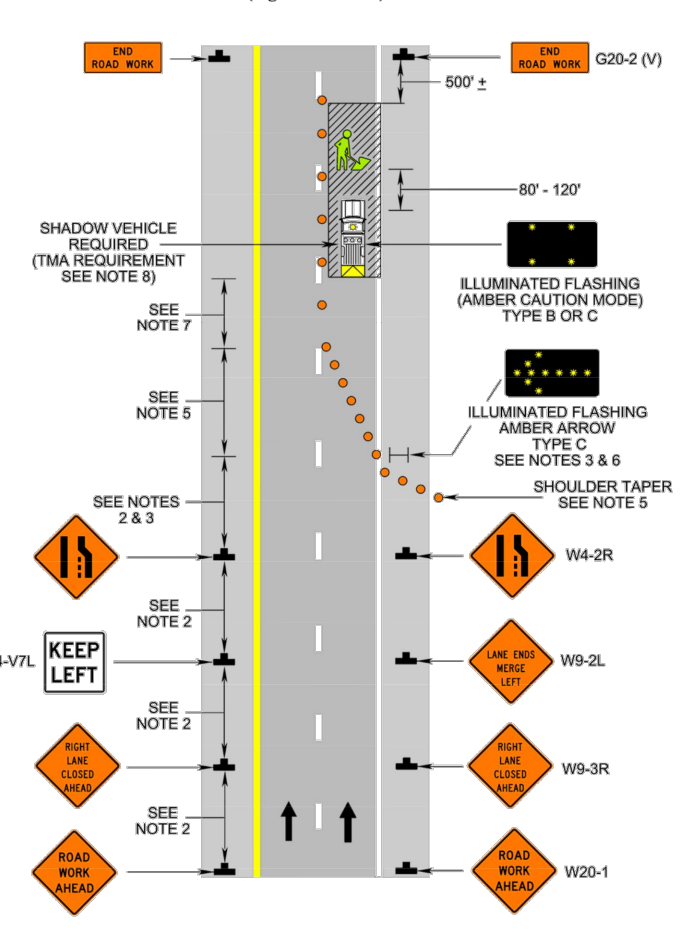 END
ROAD WORK
END
ROAD WORK
G20-2 (V)
500' ±
80' - 120'
SHADOW VEHICLE
REQUIRED
(TMA REQUIREMENT
SEE NOTE 8)
ILLUMINATED FLASHING
(AMBER CAUTION MODE)
TYPE B OR C
SEE
NOTE 7
SEE
NOTE 5
ILLUMINATED FLASHING
AMBER ARROW
TYPE C
SEE NOTES 3 & 6
SHOULDER TAPER
SEE NOTE 5
SEE NOTES
2 & 3
W4-2R
SEE
NOTE 2
4-V7L
KEEP
LEFT
LANE ENDS
MERGE
LEFT
W9-2L
SEE
NOTE 2
RIGHT
LANE
CLOSED
AHEAD
RIGHT
LANE
CLOSED
AHEAD
W9-3R
SEE
NOTE 2
ROAD
WORK
AHEAD
ROAD
WORK
AHEAD
W20-1